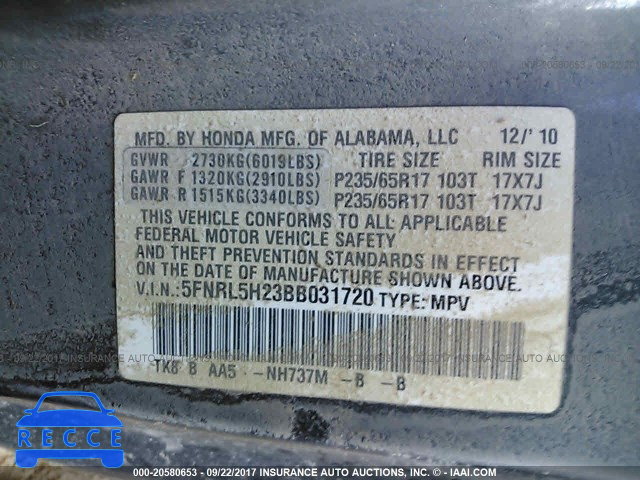 MFD. BY HONDA MFG. OF ALABAMA, LLC 12/'10
GVWR 2730KG(6019LBS) TIRE SIZE RIM SIZE
GAWR F 1320KG(2910LBS) P235/65R17 103T 17X7J
GAWR R 1515KG(3340LBS) P235/65R17 103T 17X7J
THIS VEHICLE CONFORMS TO ALL APPLICABLE
FEDERAL MOTOR VEHICLE SAFETY
AND THEFT PREVENTION STANDARDS IN EFFECT
ON THE DATE OF MANUFACTURE SHOWN ABOVE.
V.I.N.:5FNRL5H23BB031720 TYPE: MPV
TK8 B AA5 -NH737M -B -B
RECCE
000-20580653 - 09/22/2017 INSURANCE AUTO AUCTIONS, INC. - IAAI.COM